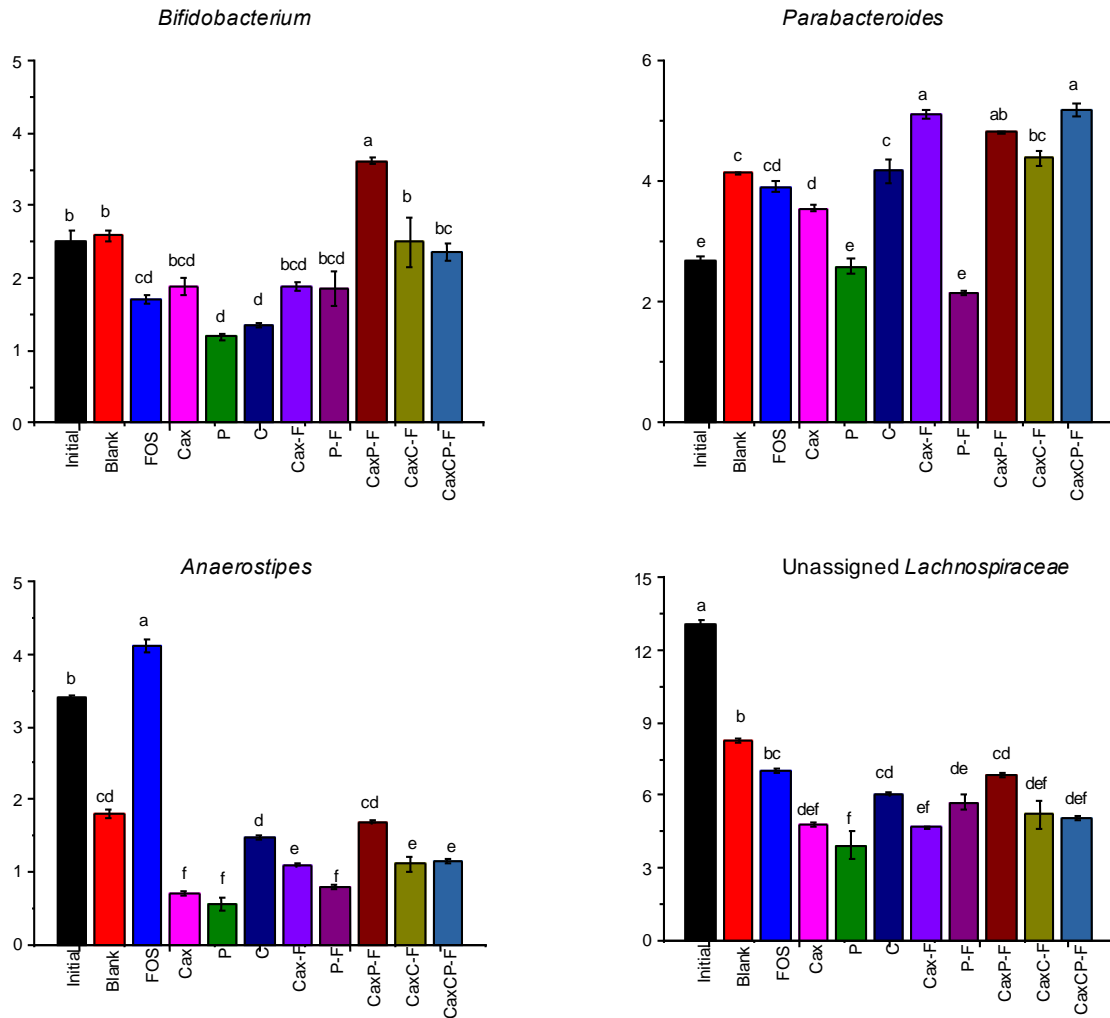 Bifidobacterium
5
4
3
2
1
0
b
b
cd
bcd
d
d
bcd
bcd
a
b
bc
Initial
Blank
FOS
Cax
P
C
Cax-F
P-F
CaxP-F
CaxC-F
CaxCP-F
Parabacteroides
6
4
2
0
e
c
cd
d
e
c
a
e
ab
bc
a
Initial
Blank
FOS
Cax
P
C
Cax-F
P-F
CaxP-F
CaxC-F
CaxCP-F
Anaerostipes
5
4
3
2
1
0
b
cd
a
f
f
d
e
f
cd
e
e
Initial
Blank
FOS
Cax
P
C
Cax-F
P-F
CaxP-F
CaxC-F
CaxCP-F
Unassigned Lachnospiraceae
15
12
9
6
3
0
a
b
bc
def
f
cd
ef
de
cd
def
def
Initial
Blank
FOS
Cax
P
C
Cax-F
P-F
CaxP-F
CaxC-F
CaxCP-F